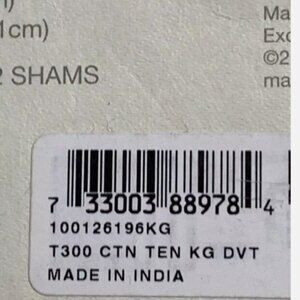 1cm)
2 SHAMS
Ma
Exc
©2
ma
7 33003 88978 4
100126196KG
T300 CTN TEN KG DVT
MADE IN INDIA